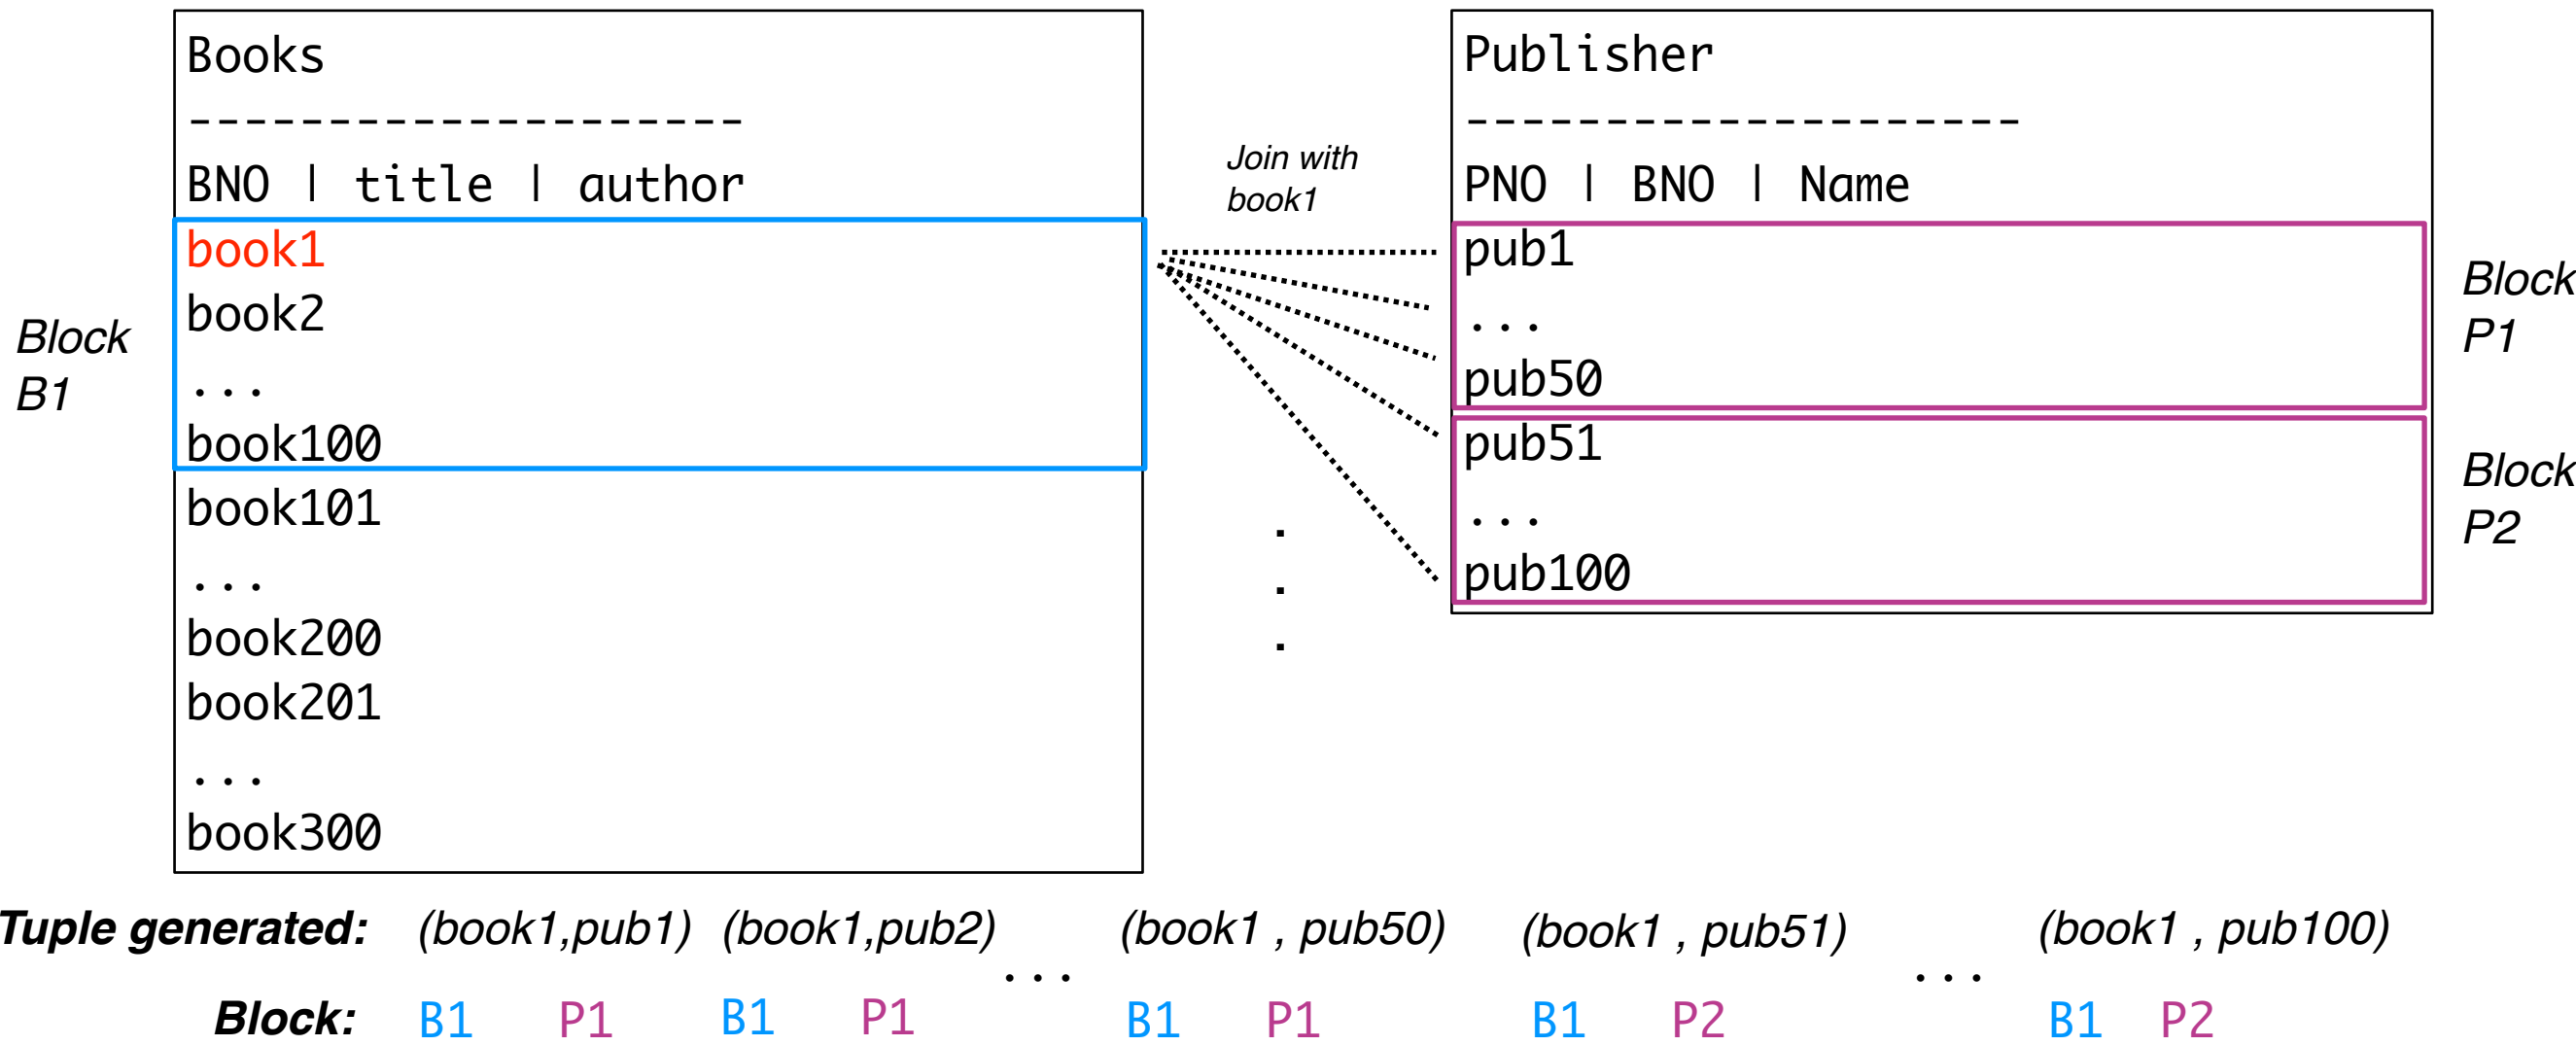 Books
--------------------
BNO | title | author
book1
book2
...
book100
book101
...
book200
book201
...
book300
Block
B1
Join with
book1
.
.
.
Publisher
--------------------
PNO | BNO | Name
pub1
...
pub50
pub51
...
pub100
Block
P1
Block
P2
Tuple generated: (book1,pub1) (book1,pub2) ... (book1 , pub50) (book1 , pub51) ... (book1 , pub100)
Block: B1 P1 B1 P1 B1 P1 B1 P2 B1 P2